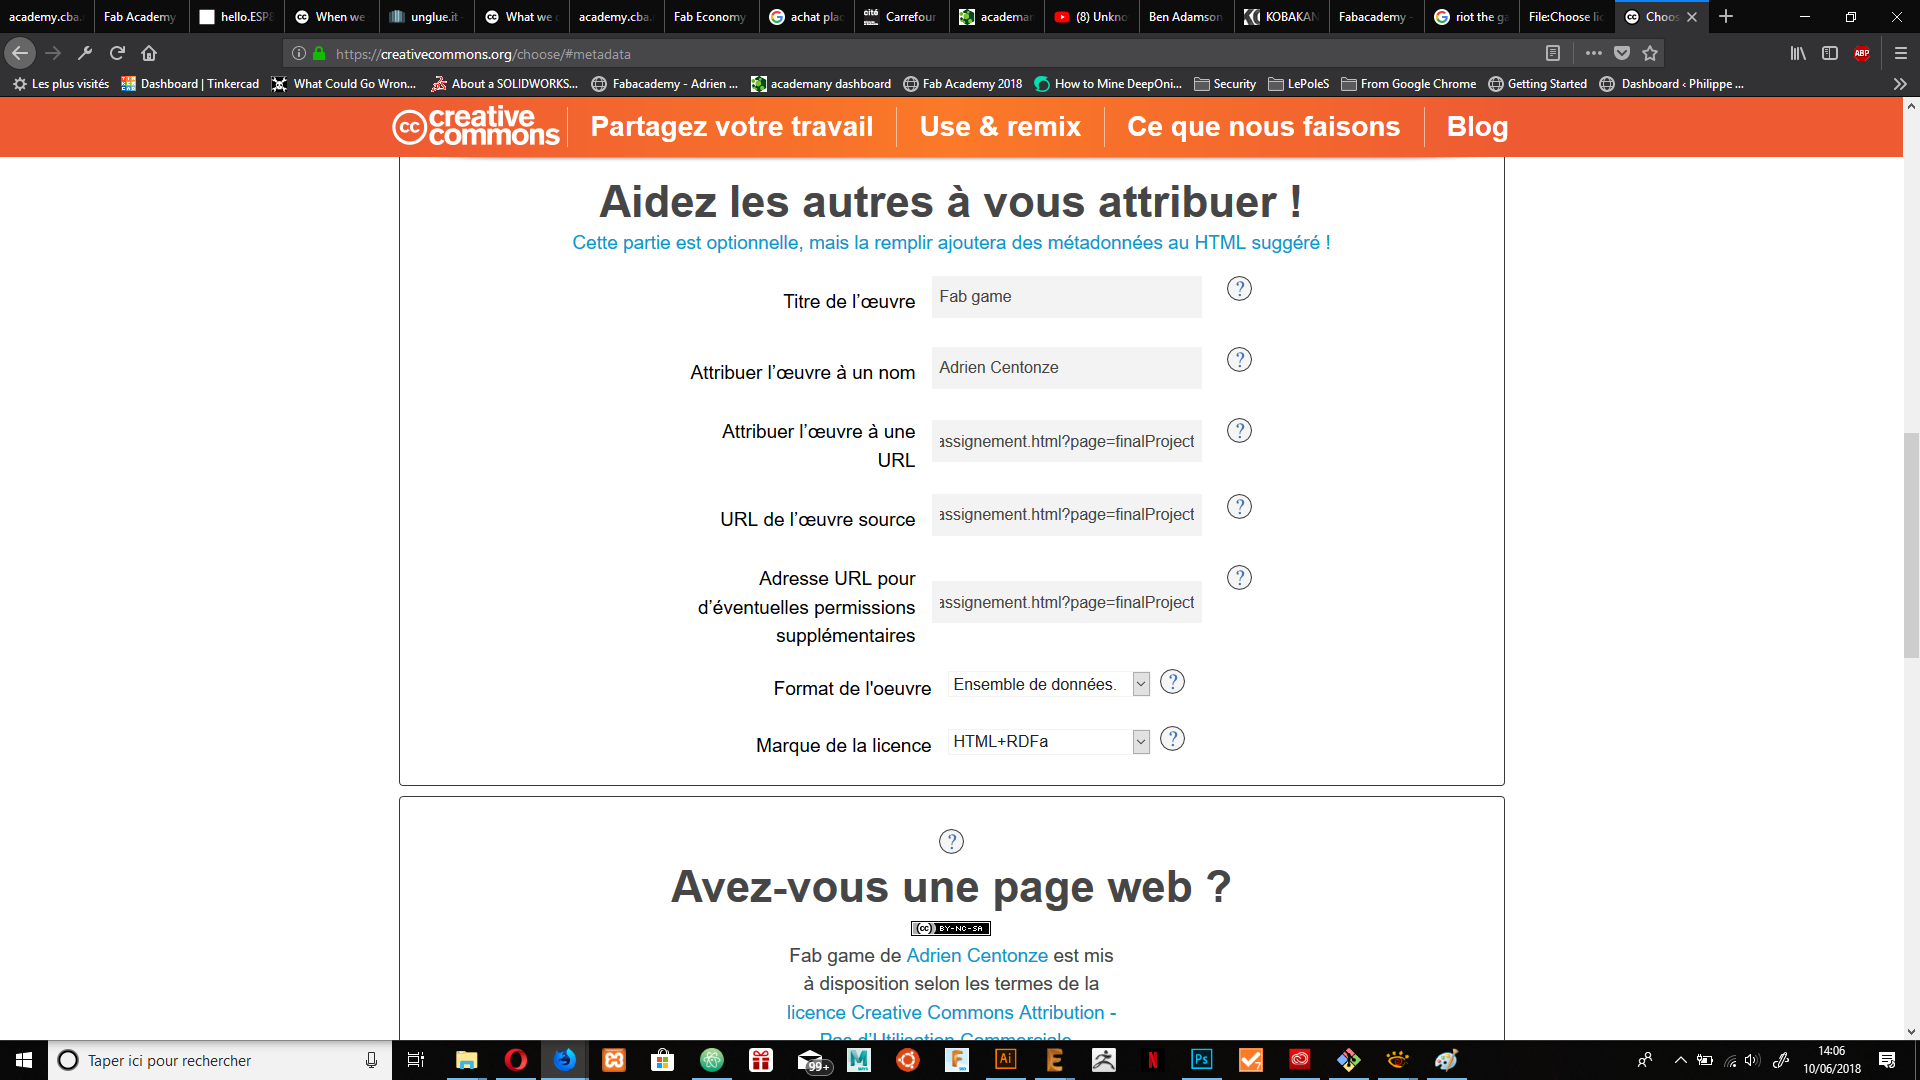 academy.cba.
Fab Academy
hello.ESP8
When we
unglue.it -
What we d
academy.cba.
Fab Economy
achat plac
Carrefour
academan
(8) Unkno
Ben Adamson
KOBAKAN
Fabacademy -
riot the ga
File:Choose lic
Choos
https://creativecommons.org/choose/#metadata
Les plus visités
Dashboard | Tinkercad
What Could Go Wron...
About a SOLIDWORKS...
Fabacademy - Adrien ...
academany dashboard
Fab Academy 2018
How to Mine DeepOni...
Security
LePoleS
From Google Chrome
Getting Started
Dashboard ‹ Philippe ...
creative commons
Partagez votre travail
Use & remix
Ce que nous faisons
Blog
Aidez les autres à vous attribuer !
Cette partie est optionnelle, mais la remplir ajoutera des métadonnées au HTML suggéré !
Titre de l’œuvre
Fab game
?
Attribuer l’œuvre à un nom
Adrien Centonze
?
Attribuer l’œuvre à une
URL
assignement.html?page=finalProject
?
URL de l’œuvre source
assignement.html?page=finalProject
?
Adresse URL pour
d’éventuelles permissions
supplémentaires
assignement.html?page=finalProject
?
Format de l'oeuvre
Ensemble de données.
?
Marque de la licence
HTML+RDFa
?
?
Avez-vous une page web ?
(cc) BY-NC-SA
Fab game de Adrien Centonze est mis
à disposition selon les termes de la
licence Creative Commons Attribution -
Pas d’Utilisation Commerciale
Taper ici pour rechercher
99+
14:06
10/06/2018